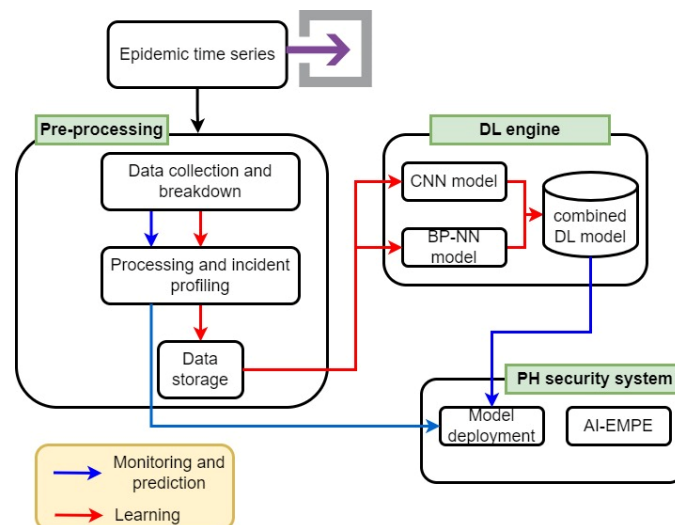 Epidemic time series
Pre-processing
Data collection and
breakdown
Processing and incident
profiling
Data
storage
DL engine
CNN model
BP-NN
model
combined
DL model
PH security system
Model
deployment
AI-EMPE
Monitoring and
prediction
Learning